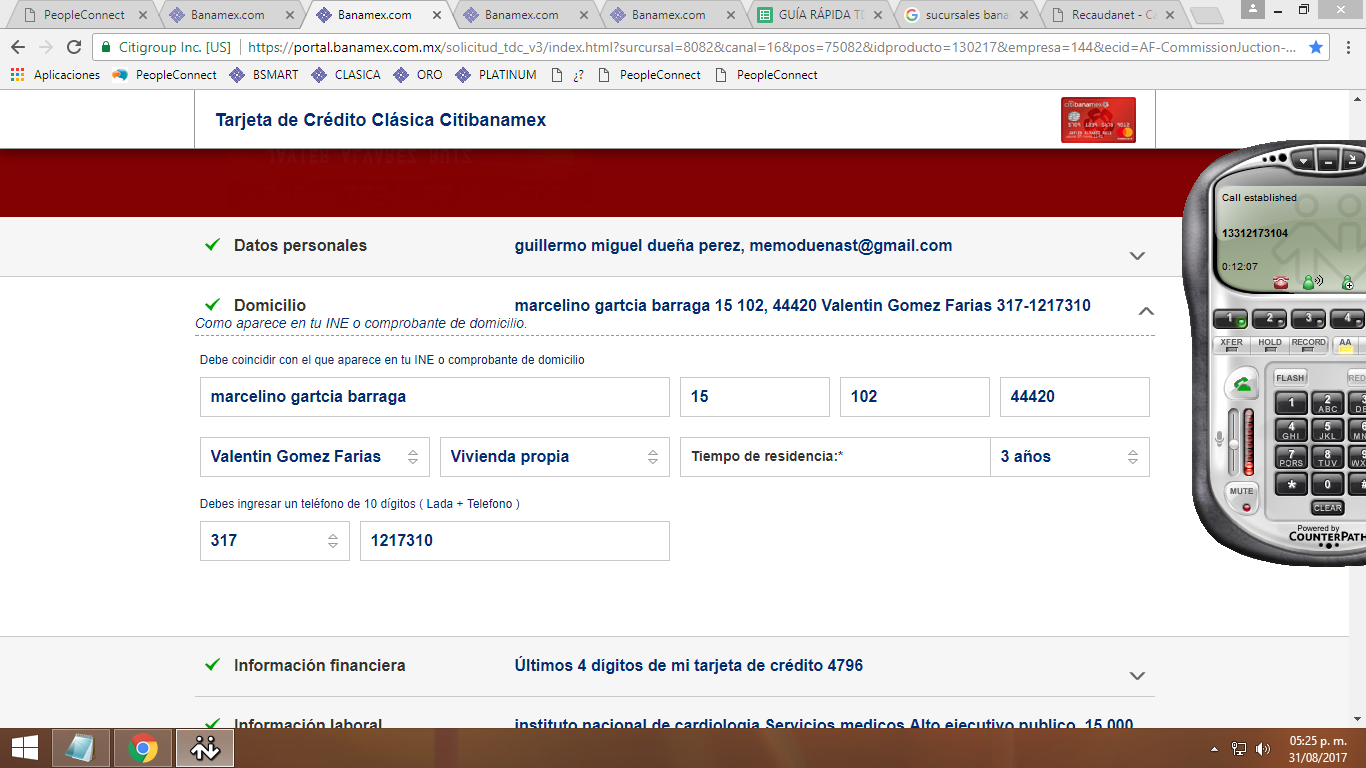 PeopleConnect
Banamex.com
Banamex.com
Banamex.com
Banamex.com
GUÍA RÁPIDA TD
sucursales bana
Recaudanet - Ca
Citigroup Inc. [US] https://portal.banamex.com.mx/solicitud_tdc_v3/index.html?surcursal=8082&canal=16&pos=75082&idproducto=130217&empresa=144&ecid=AF-CommissionJuction-...
Aplicaciones PeopleConnect BSMART CLASICA ORO PLATINUM ¿? PeopleConnect PeopleConnect
Tarjeta de Crédito Clásica Citibanamex
citibanamex
Datos personales guillermo miguel dueña perez, memoduenast@gmail.com
Domicilio marcelino gartcia barraga 15 102, 44420 Valentin Gomez Farias 317-1217310
Como aparece en tu INE o comprobante de domicilio.
Debe coincidir con el que aparece en tu INE o comprobante de domicilio
marcelino gartcia barraga 15 102 44420
Valentin Gomez Farias Vivienda propia Tiempo de residencia:* 3 años
Debes ingresar un teléfono de 10 dígitos ( Lada + Telefono )
317 1217310
Información financiera Últimos 4 dígitos de mi tarjeta de crédito 4796
Información laboral instituto nacional de cardiologia Servicios medicos Alto ejecutivo publico 15,000
Call established
13312173104
0:12:07
1 2 3 4
XFER HOLD RECORD AA
FLASH RED
1 2 ABC 3 DE
4 GHI 5 JKL 6 MN
7 PQRS 8 TUV 9 WX
* 0 #
MUTE
CLEAR
Powered by
COUNTERPATH
05:25 p. m.
31/08/2017